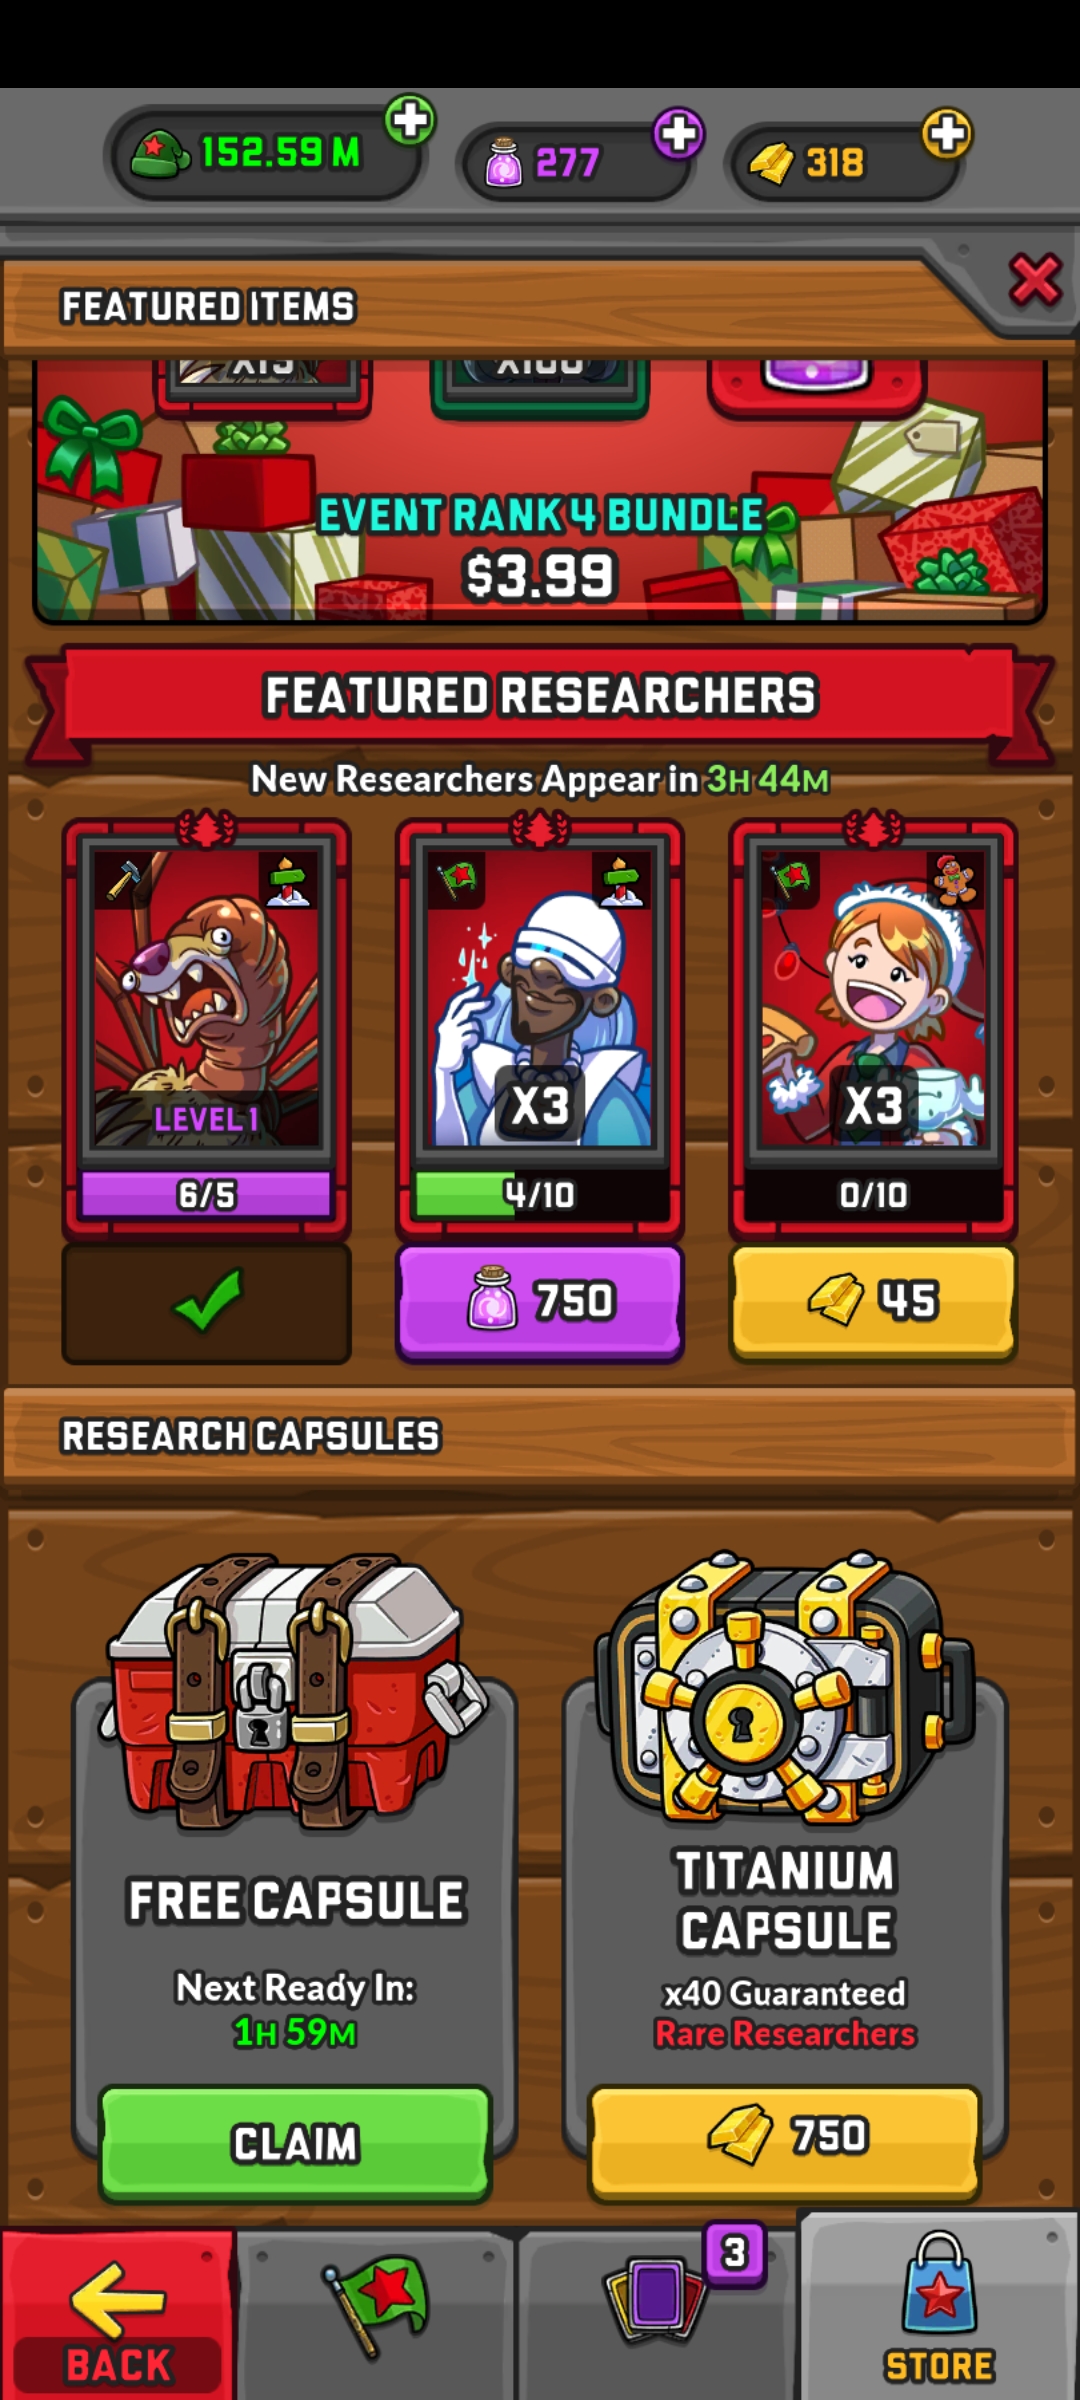 152.59 M
277
318
FEATURED ITEMS
X15
X100
EVENT RANK 4 BUNDLE
$3.99
FEATURED RESEARCHERS
New Researchers Appear in 3H 44M
LEVEL 1
X3
X3
6/5
4/10
0/10
750
45
RESEARCH CAPSULES
FREE CAPSULE
Next Ready In:
1H 59M
CLAIM
TITANIUM
CAPSULE
x40 Guaranteed
Rare Researchers
750
3
BACK
STORE